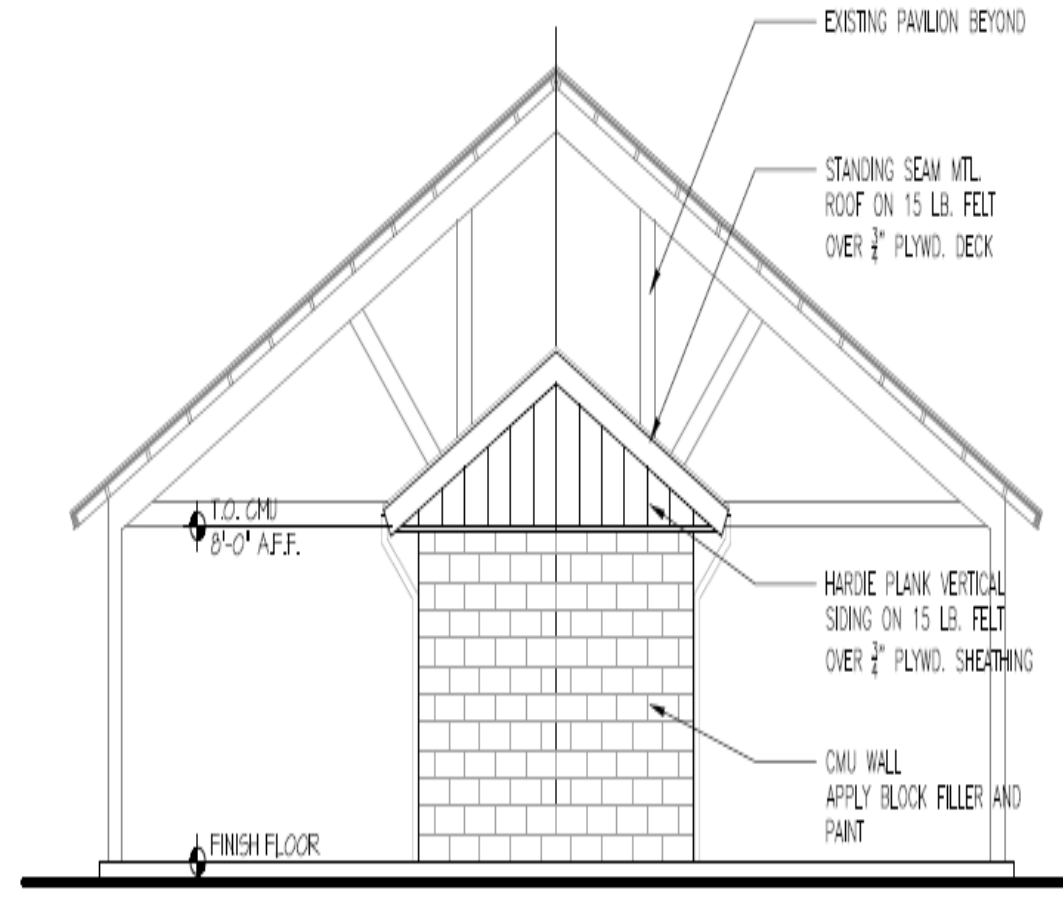 EXISTING PAVILION BEYOND
STANDING SEAM MTL.
ROOF ON 15 LB. FELT
OVER 3/4" PLYWD. DECK
T.O. CMU
8'-0" A.F.F.
HARDIE PLANK VERTICAL
SIDING ON 15 LB. FELT
OVER 3/4" PLYWD. SHEATHING
CMU WALL
APPLY BLOCK FILLER AND
PAINT
FINISH FLOOR